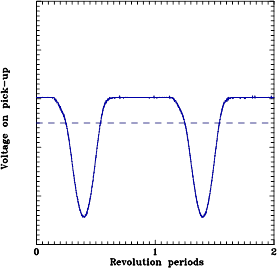 Voltage on pick-up
0 1 2
Revolution periods